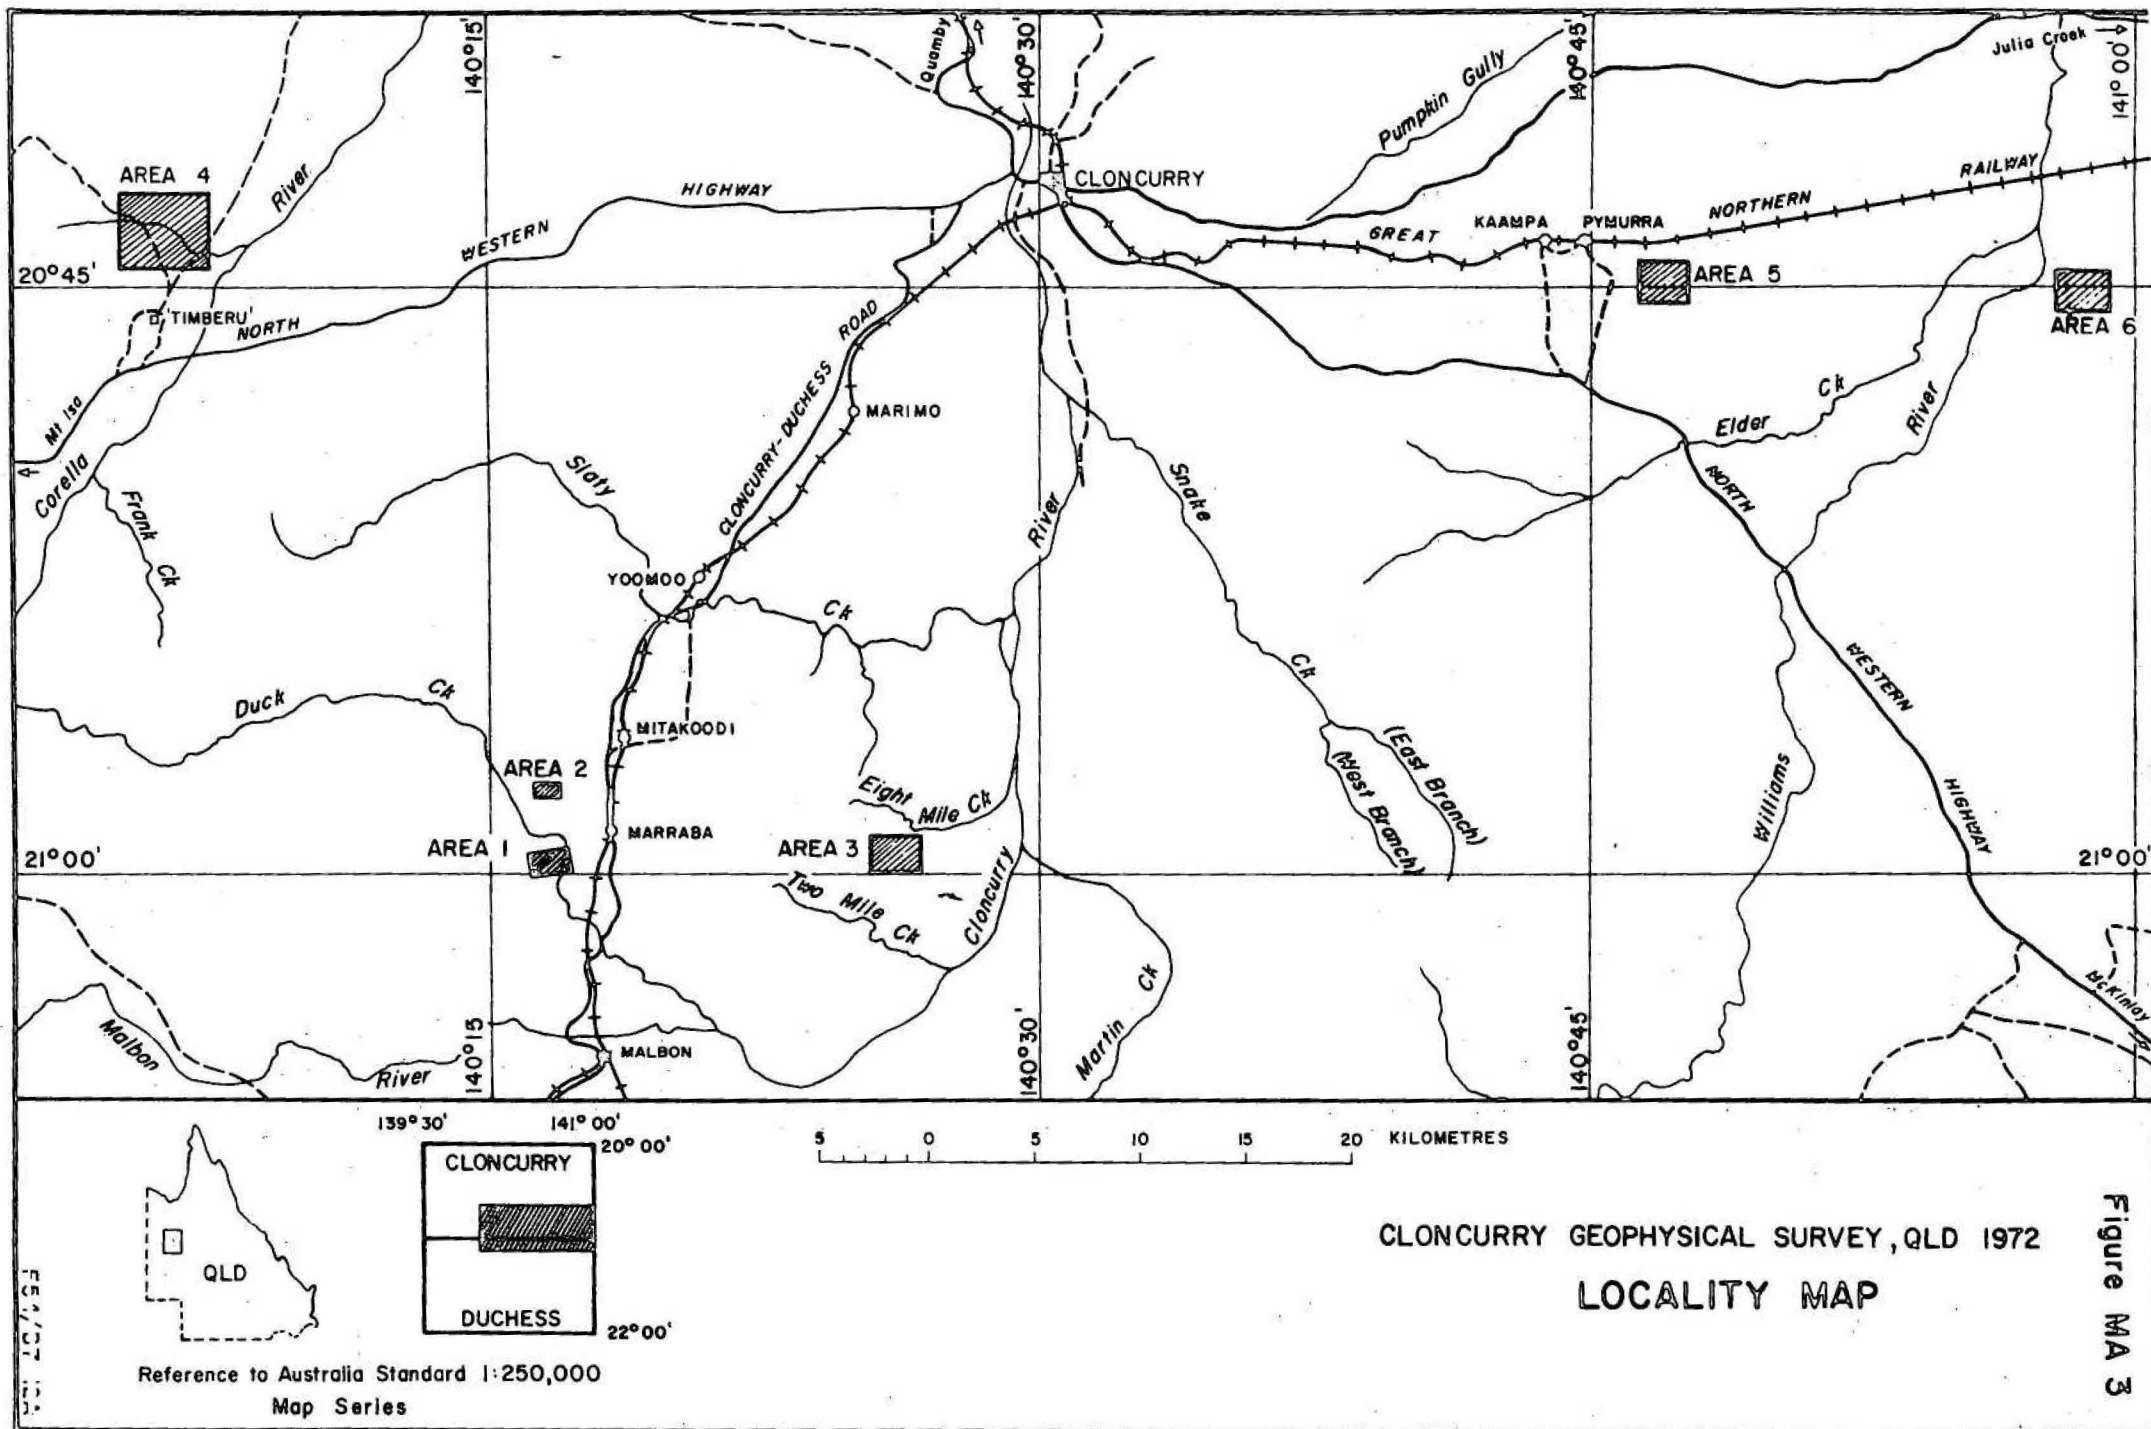 140°15'
Quamby
140°30'
Pumpkin Gully
140°45'
Julia Creek
141°00'
AREA 4
River
CLONCURRY
HIGHWAY
WESTERN
RAILWAY
NORTHERN
KAAMPA
PYMURRA
GREAT
20°45'
AREA 5
AREA 6
'TIMBERU'
NORTH
ROAD
CLONCURRY-DUCHESS
MARIMO
Mt Isa
Corella
Frank Ck
Slaty
Elder
Ck
River
Snake
River
NORTH
YOOMOO
Ck
Ck
WESTERN
Duck
Ck
MITAKOODI
(East Branch)
(West Branch)
AREA 2
Eight
Mile Ck
Williams
HIGHWAY
MARRABA
AREA 1
AREA 3
21°00'
21°00'
Two Mile Ck
Cloncurry
Martin Ck
McKinlay
Malbon
River
140°15
MALBON
140°30'
140°45'
139°30'
141°00'
20°00'
CLONCURRY
DUCHESS
22°00'
5 0 5 10 15 20 KILOMETRES
QLD
Reference to Australia Standard 1:250,000
Map Series
CLONCURRY GEOPHYSICAL SURVEY, QLD 1972
LOCALITY MAP
Figure MA 3